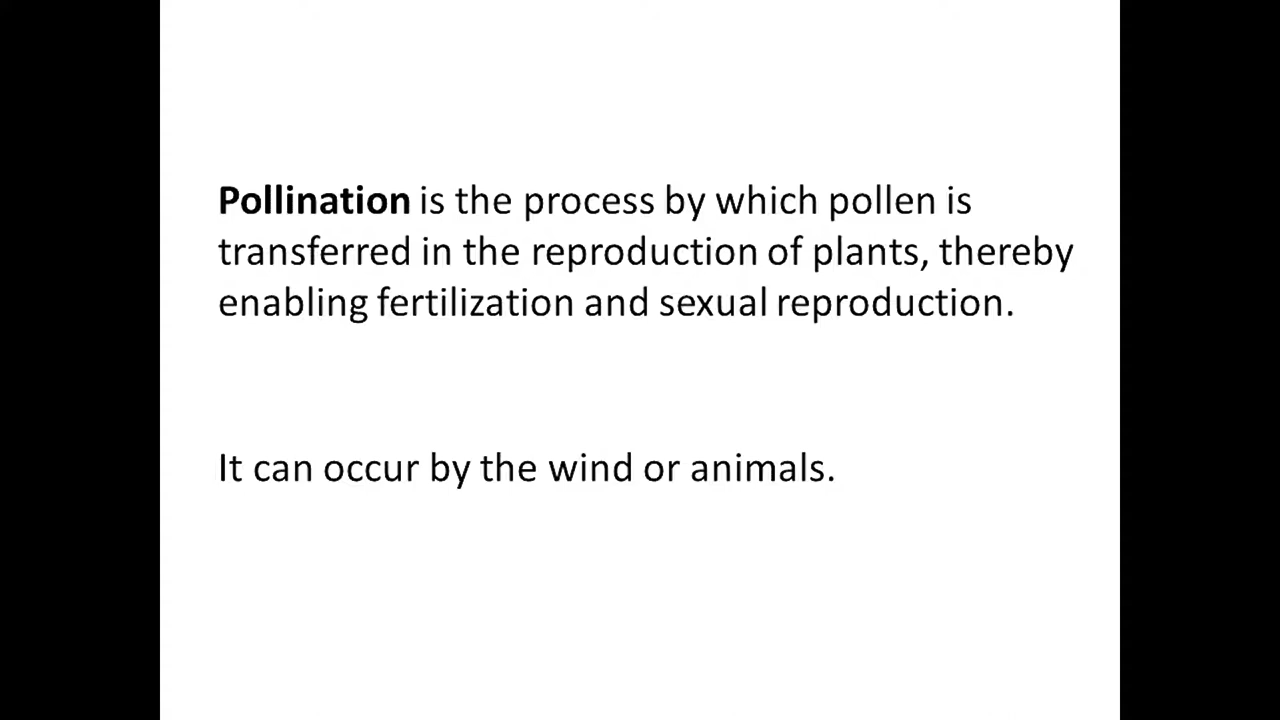 Pollination is the process by which pollen is
transferred in the reproduction of plants, thereby
enabling fertilization and sexual reproduction.
It can occur by the wind or animals.